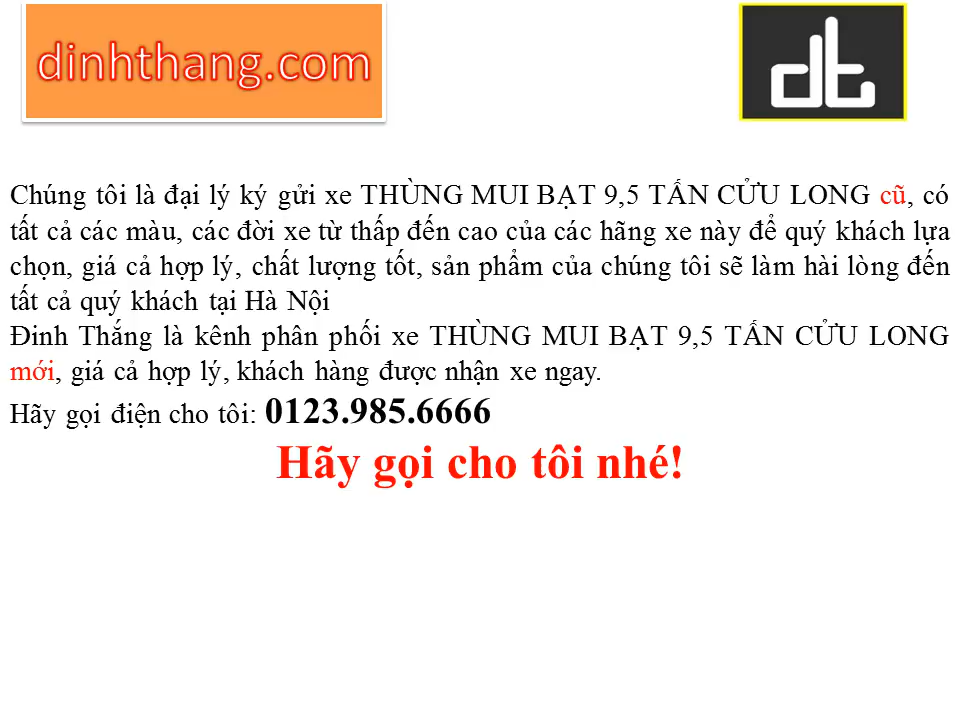 dinhthang.com
dt
Chúng tôi là đại lý ký gửi xe THÙNG MUI BẠT 9,5 TẤN CỬU LONG cũ, có
tất cả các màu, các đời xe từ thấp đến cao của các hãng xe này để quý khách lựa
chọn, giá cả hợp lý, chất lượng tốt, sản phẩm của chúng tôi sẽ làm hài lòng đến
tất cả quý khách tại Hà Nội
Đinh Thắng là kênh phân phối xe THÙNG MUI BẠT 9,5 TẤN CỬU LONG
mới, giá cả hợp lý, khách hàng được nhận xe ngay.
Hãy gọi điện cho tôi: 0123.985.6666
Hãy gọi cho tôi nhé!